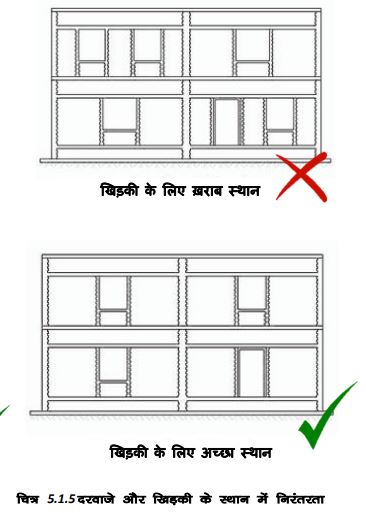 खिड़की के लिए ख़राब स्थान
खिड़की के लिए अच्छा स्थान
चित्र 5.1.5 दरवाजे और खिड़की के स्थान में निरंतरता